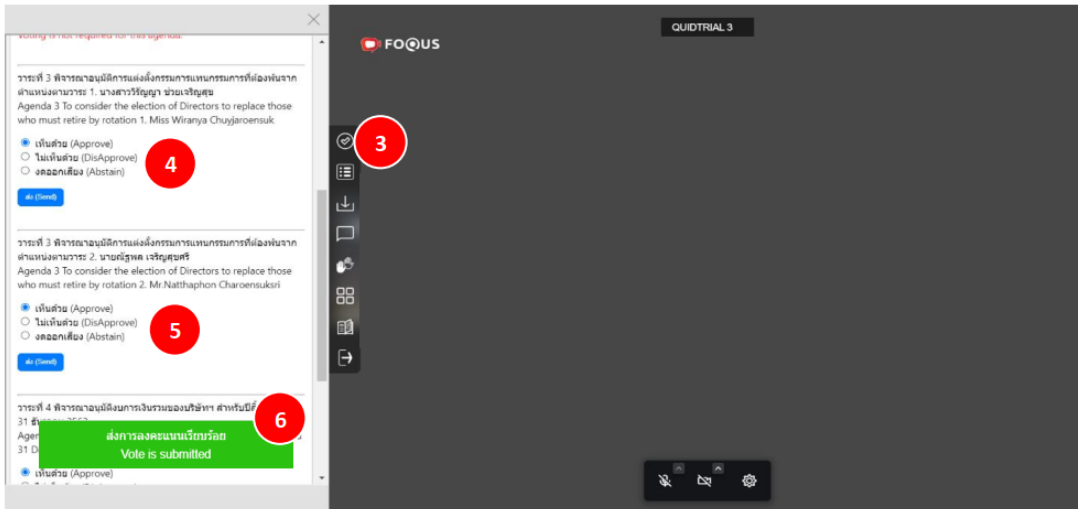 Voting is not required for this agenda.
วาระที่ 3 พิจารณาอนุมัติการแต่งตั้งกรรมการแทนกรรมการที่ต้องพ้นจาก
ตำแหน่งตามวาระ 1. นางสาววิรัญญา ช่วยเจริญสุข
Agenda 3 To consider the election of Directors to replace those
who must retire by rotation 1. Miss Wiranya Chuyjaroensuk
เห็นด้วย (Approve)
ไม่เห็นด้วย (DisApprove)
งดออกเสียง (Abstain)
4
ส่ง (Send)
วาระที่ 3 พิจารณาอนุมัติการแต่งตั้งกรรมการแทนกรรมการที่ต้องพ้นจาก
ตำแหน่งตามวาระ 2. นายณัฐพล เจริญสุขศรี
Agenda 3 To consider the election of Directors to replace those
who must retire by rotation 2. Mr.Natthaphon Charoensuksri
เห็นด้วย (Approve)
ไม่เห็นด้วย (DisApprove)
งดออกเสียง (Abstain)
5
ส่ง (Send)
วาระที่ 4 พิจารณาอนุมัติงบการเงินรวมของบริษัทฯ สำหรับปี
31
6
Agen
31 D
ส่งการลงคะแนนเรียบร้อย
Vote is submitted
เห็นด้วย (Approve)
FOQUS
QUIDTRIAL 3
3